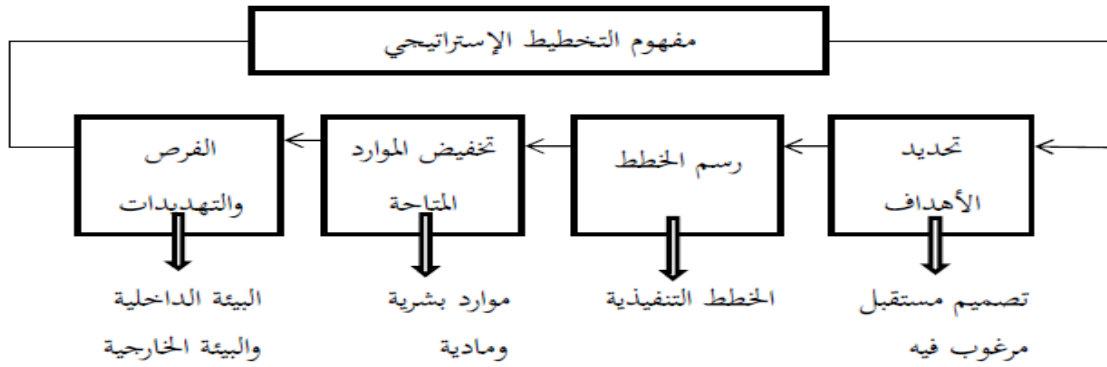 مفهوم التخطيط الإستراتيجي
تحديد
الأهداف
رسم الخطط
تخفيض الموارد
المتاحة
الفرص
والتهديدات
تصميم مستقبل
مرغوب فيه
الخطط التنفيذية
موارد بشرية
ومادية
البيئة الداخلية
والبيئة الخارجية